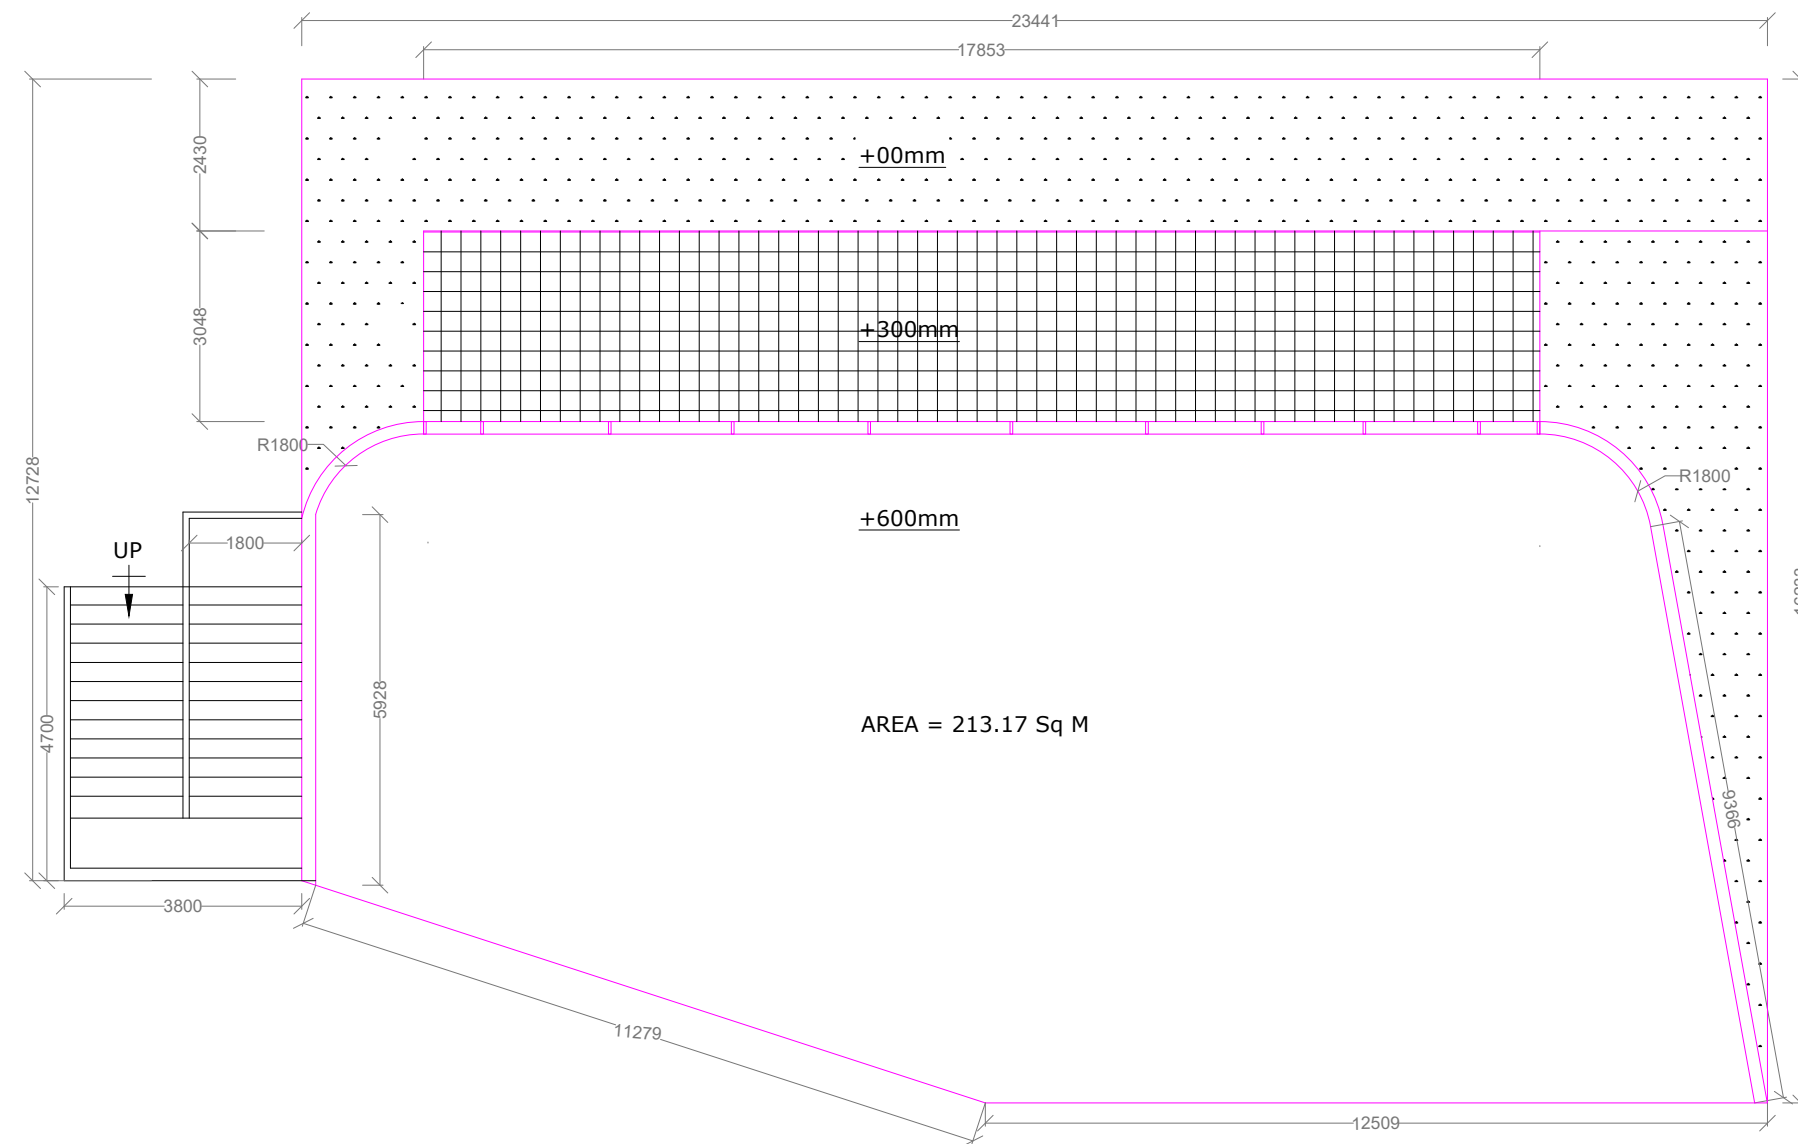 23441
17853
2430
+00mm
3048
+300mm
12728
R1800
R1800
+600mm
1800
UP
5928
4700
AREA = 213.17 Sq M
9366
3800
11279
12509